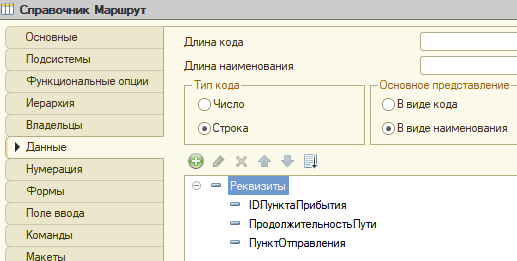 Справочник Маршрут
Основные
Подсистемы
Функциональные опции
Иерархия
Владельцы
Данные
Нумерация
Формы
Поле ввода
Команды
Макеты
Длина кода
Длина наименования
Тип кода
Число
Строка
Основное представление
В виде кода
В виде наименования
Реквизиты
IDПунктаПрибытия
ПродолжительностьПути
ПунктОтправления